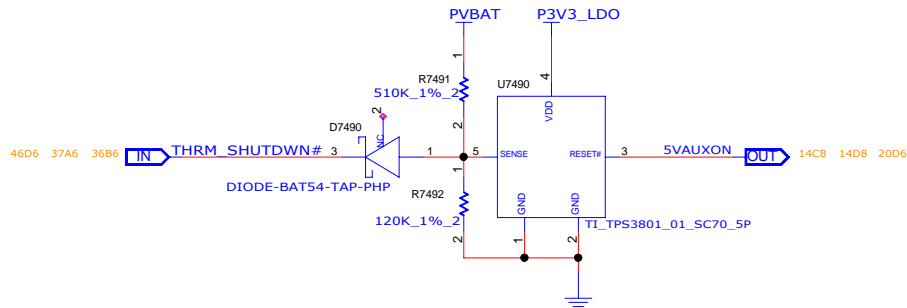 PVBAT
P3V3_LDO
1
R7491
510K_1%_2
2
U7490
4
VDD
D7490
2
NC
46D6 37A6 36B6
IN
THRM_SHUTDWN#
3
1
5
SENSE
RESET#
3
5VAUXON
OUT
14C8 14D8 20D6
DIODE-BAT54-TAP-PHP
1
R7492
120K_1%_2
2
GND
GND
1
2
TI_TPS3801_01_SC70_5P